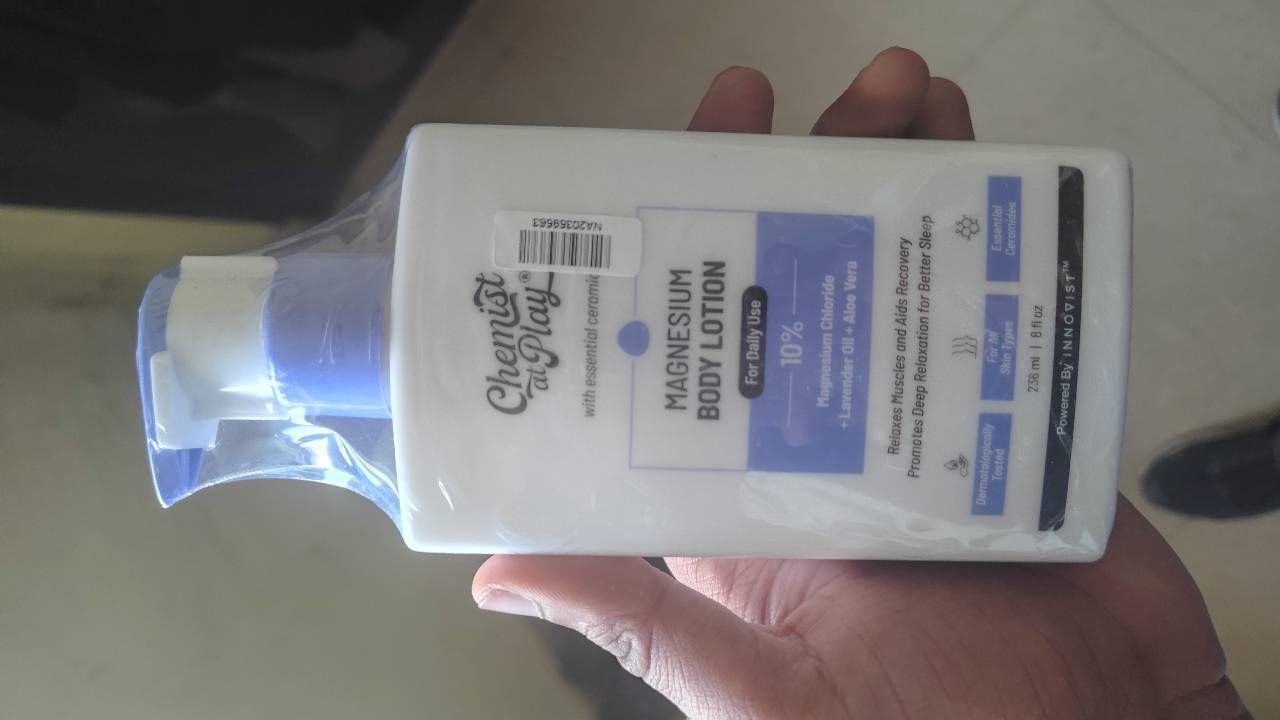 Chemist
at Play®
NA20369663
with essential ceramic
MAGNESIUM
BODY LOTION
For Daily Use
10%
Magnesium Chloride
+ Lavender Oil + Aloe Vera
Relaxes Muscles and Aids Recovery
Promotes Deep Relaxation for Better Sleep
Dermatologically
Tested
For All
Skin Types
Essential
Ceramides
236 ml | 8 fl oz
Powered By INNOVIST™